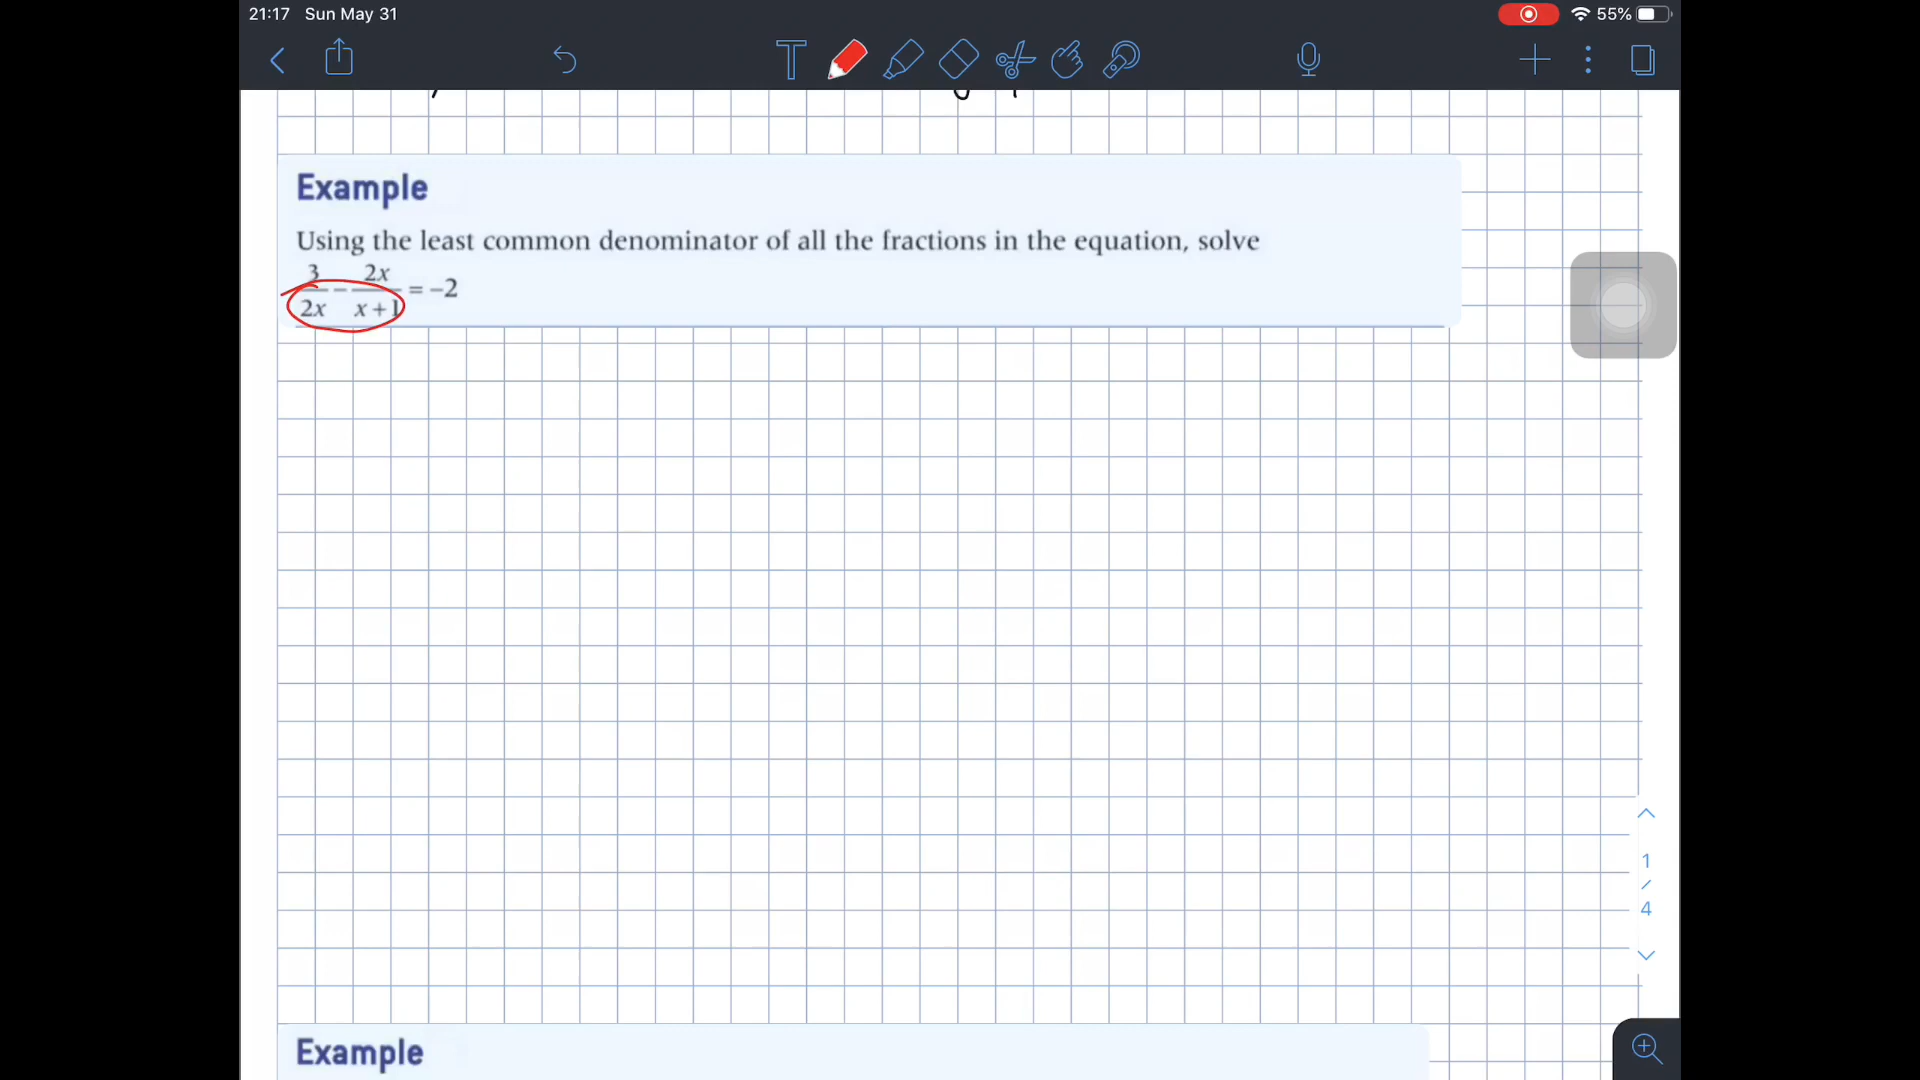 21:17 Sun May 31
55%
Example
Using the least common denominator of all the fractions in the equation, solve
3/2x − 2x/x+1 = −2
1
/
4
Example